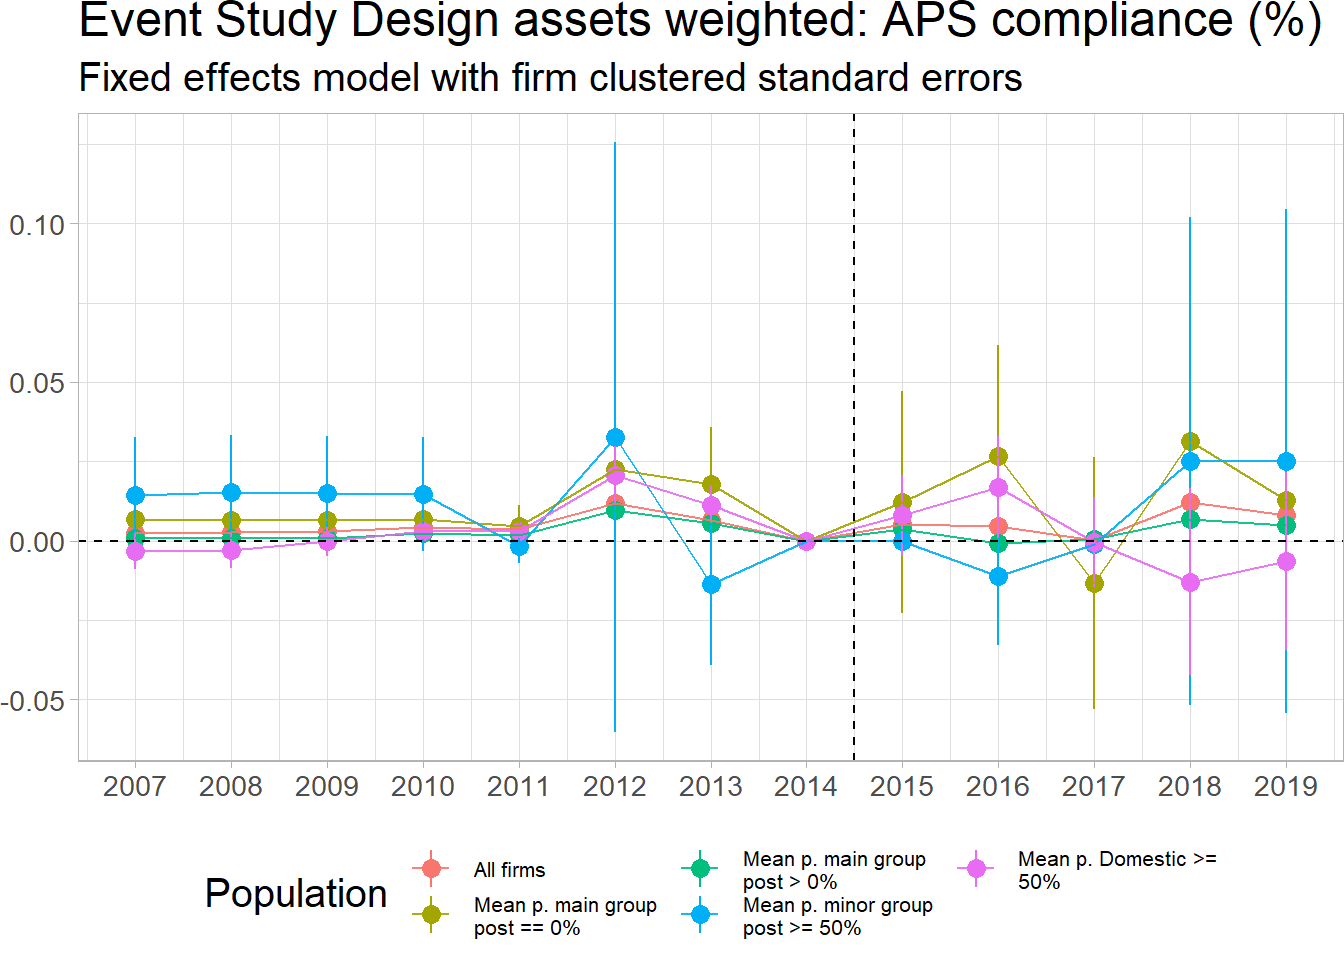 Event Study Design assets weighted: APS compliance (%)
Fixed effects model with firm clustered standard errors
0.10
0.05
0.00
-0.05
2007 2008 2009 2010 2011 2012 2013 2014 2015 2016 2017 2018 2019
Population
All firms
Mean p. main group
post == 0%
Mean p. main group
post > 0%
Mean p. minor group
post >= 50%
Mean p. Domestic >=
50%